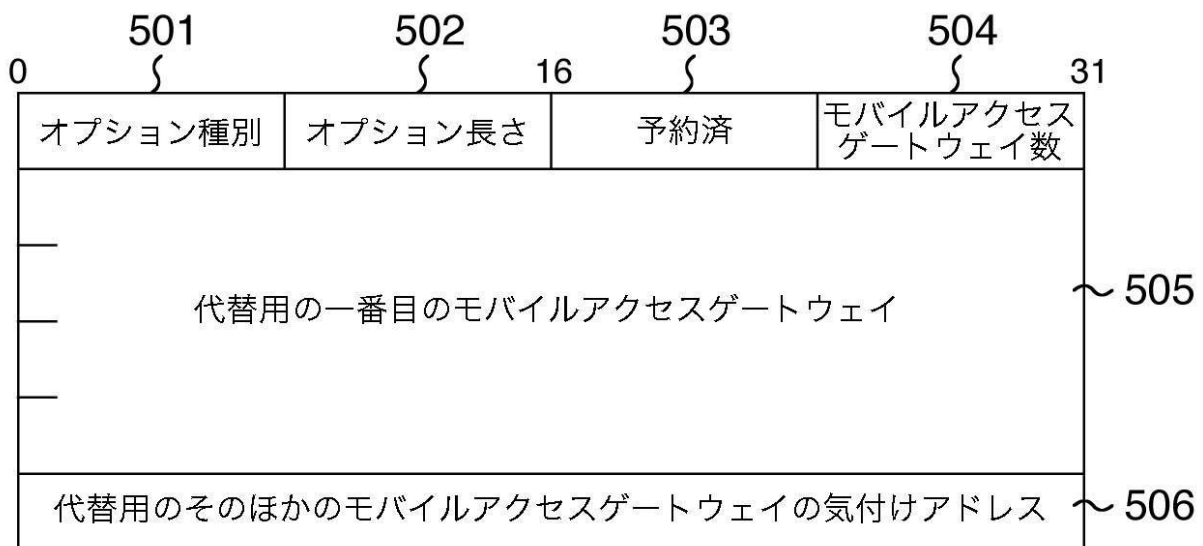 501 502 503 504
0 16 31
オプション種別 オプション長さ 予約済 モバイルアクセス
ゲートウェイ数
代替用の一番目のモバイルアクセスゲートウェイ 505
代替用のそのほかのモバイルアクセスゲートウェイの気付けアドレス 506